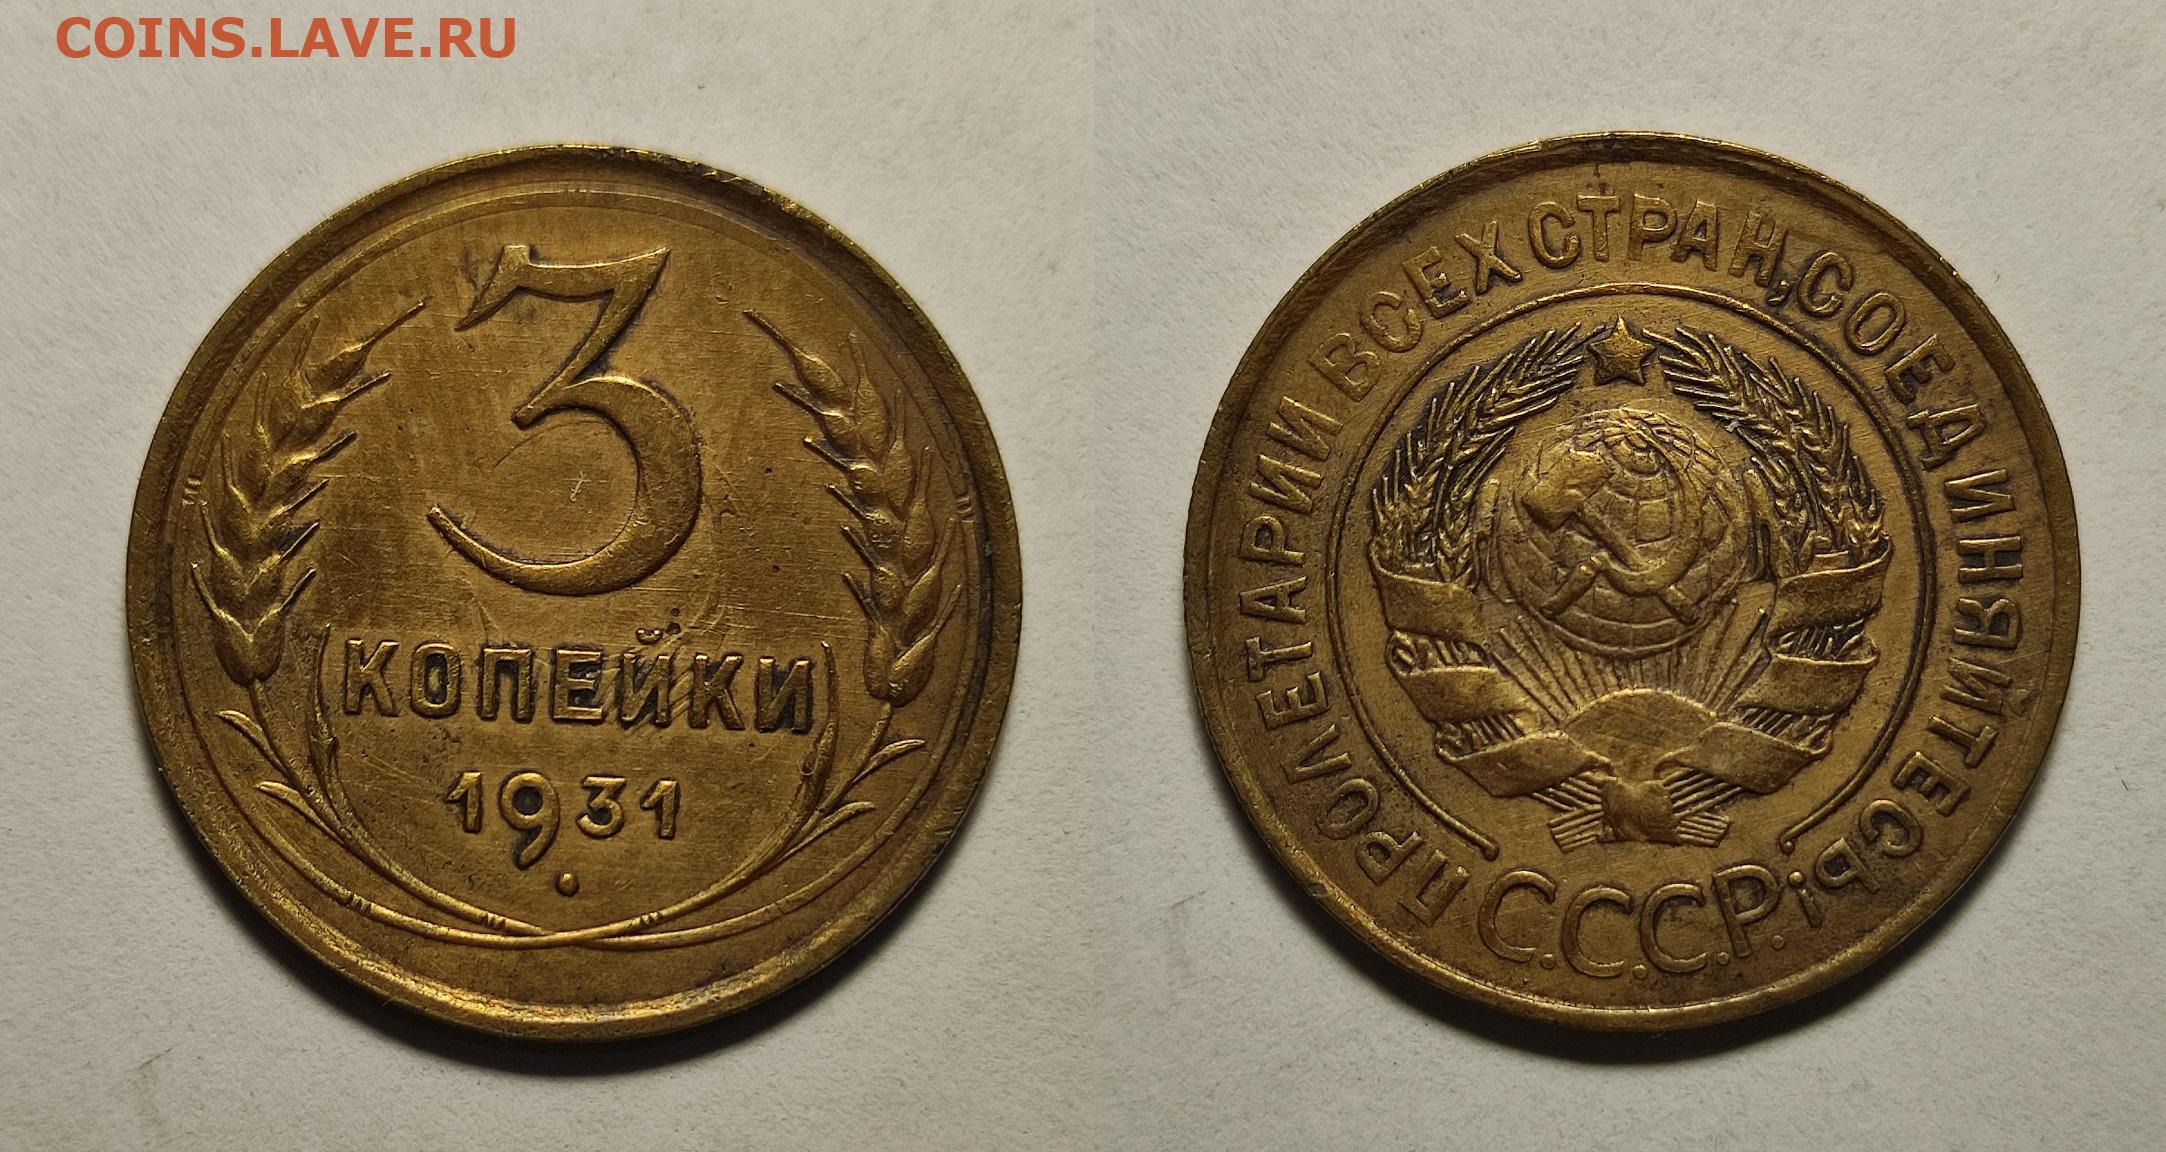 COINS.LAVE.RU
3
КОПЕЙКИ
1931
ПРОЛЕТАРИИ ВСЕХ СТРАН, СОЕДИНЯЙТЕСЬ!
С.С.С.Р.